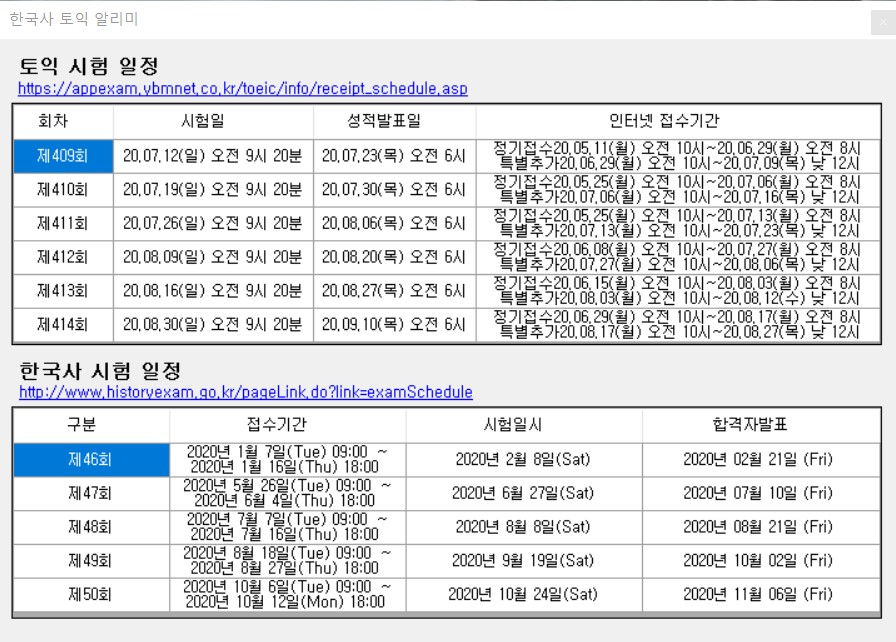 한국사 토익 알리미
토익 시험 일정
https://appexam.ybmnet.co.kr/toeic/info/receipt_schedule.asp
회차 시험일 성적발표일 인터넷 접수기간
제409회 20.07.12(일) 오전 9시 20분 20.07.23(목) 오전 6시 정기접수20.05.11(월) 오전 10시~20.06.29(월) 오전 8시
특별추가20.06.29(월) 오전 10시~20.07.09(목) 낮 12시
제410회 20.07.19(일) 오전 9시 20분 20.07.30(목) 오전 6시 정기접수20.05.25(월) 오전 10시~20.07.06(월) 오전 8시
특별추가20.07.06(월) 오전 10시~20.07.16(목) 낮 12시
제411회 20.07.26(일) 오전 9시 20분 20.08.06(목) 오전 6시 정기접수20.05.25(월) 오전 10시~20.07.13(월) 오전 8시
특별추가20.07.13(월) 오전 10시~20.07.23(목) 낮 12시
제412회 20.08.09(일) 오전 9시 20분 20.08.20(목) 오전 6시 정기접수20.06.08(월) 오전 10시~20.07.27(월) 오전 8시
특별추가20.07.27(월) 오전 10시~20.08.06(목) 낮 12시
제413회 20.08.16(일) 오전 9시 20분 20.08.27(목) 오전 6시 정기접수20.06.15(월) 오전 10시~20.08.03(월) 오전 8시
특별추가20.08.03(월) 오전 10시~20.08.12(수) 낮 12시
제414회 20.08.30(일) 오전 9시 20분 20.09.10(목) 오전 6시 정기접수20.06.29(월) 오전 10시~20.08.17(월) 오전 8시
특별추가20.08.17(월) 오전 10시~20.08.27(목) 낮 12시
한국사 시험 일정
http://www.historyexam.go.kr/pageLink.do?link=examSchedule
구분 접수기간 시험일시 합격자발표
제46회 2020년 1월 7일(Tue) 09:00 ~
2020년 1월 16일(Thu) 18:00 2020년 2월 8일(Sat) 2020년 02월 21일 (Fri)
제47회 2020년 5월 26일(Tue) 09:00 ~
2020년 6월 4일(Thu) 18:00 2020년 6월 27일(Sat) 2020년 07월 10일 (Fri)
제48회 2020년 7월 7일(Tue) 09:00 ~
2020년 7월 16일(Thu) 18:00 2020년 8월 8일(Sat) 2020년 08월 21일 (Fri)
제49회 2020년 8월 18일(Tue) 09:00 ~
2020년 8월 27일(Thu) 18:00 2020년 9월 19일(Sat) 2020년 10월 02일 (Fri)
제50회 2020년 10월 6일(Tue) 09:00 ~
2020년 10월 12일(Mon) 18:00 2020년 10월 24일(Sat) 2020년 11월 06일 (Fri)